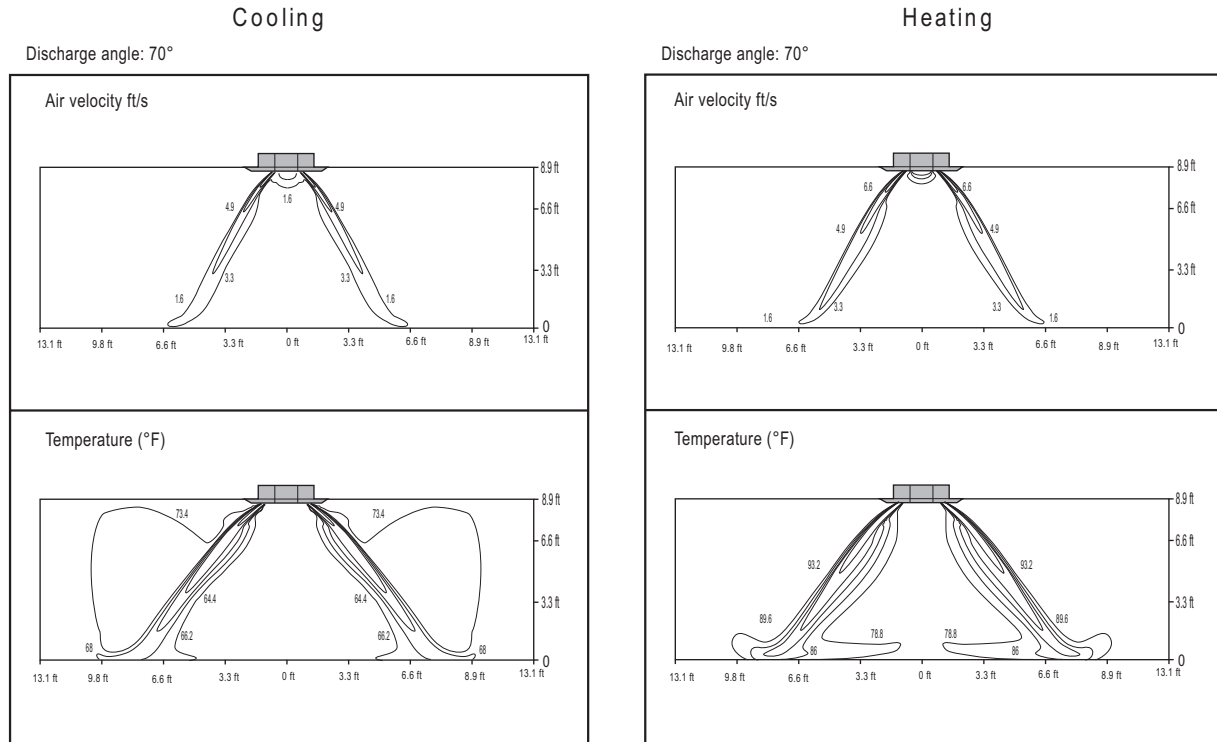 Cooling
Discharge angle: 70°
Air velocity ft/s
8.9 ft
6.6 ft
3.3 ft
0
1.6
4.9
4.9
3.3
3.3
1.6
1.6
13.1 ft 9.8 ft 6.6 ft 3.3 ft 0 ft 3.3 ft 6.6 ft 8.9 ft 13.1 ft
Temperature (°F)
8.9 ft
6.6 ft
3.3 ft
0
73.4
73.4
64.4
64.4
66.2
66.2
68
68
13.1 ft 9.8 ft 6.6 ft 3.3 ft 0 ft 3.3 ft 6.6 ft 8.9 ft 13.1 ft
Heating
Discharge angle: 70°
Air velocity ft/s
8.9 ft
6.6 ft
3.3 ft
0
6.6
6.6
4.9
4.9
3.3
3.3
1.6
1.6
13.1 ft 9.8 ft 6.6 ft 3.3 ft 0 ft 3.3 ft 6.6 ft 8.9 ft 13.1 ft
Temperature (°F)
8.9 ft
6.6 ft
3.3 ft
0
93.2
93.2
89.6
89.6
78.8
78.8
86
86
13.1 ft 9.8 ft 6.6 ft 3.3 ft 0 ft 3.3 ft 6.6 ft 8.9 ft 13.1 ft